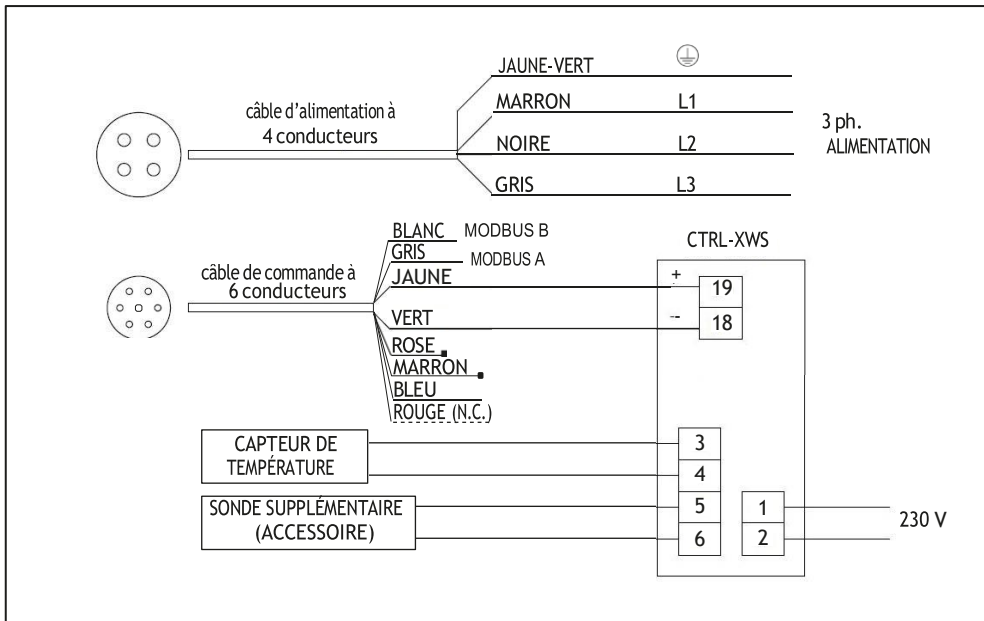 JAUNE-VERT
câble d'alimentation à
4 conducteurs
MARRON L1
NOIRE L2
GRIS L3
3 ph.
ALIMENTATION
câble de commande à
6 conducteurs
BLANC MODBUS B
GRIS MODBUS A
JAUNE
VERT
ROSE
MARRON
BLEU
ROUGE (N.C.)
CTRL-XWS
+ 19
-- 18
CAPTEUR DE
TEMPÉRATURE
3
4
SONDE SUPPLÉMENTAIRE
(ACCESSOIRE)
5
6
1
2
230 V